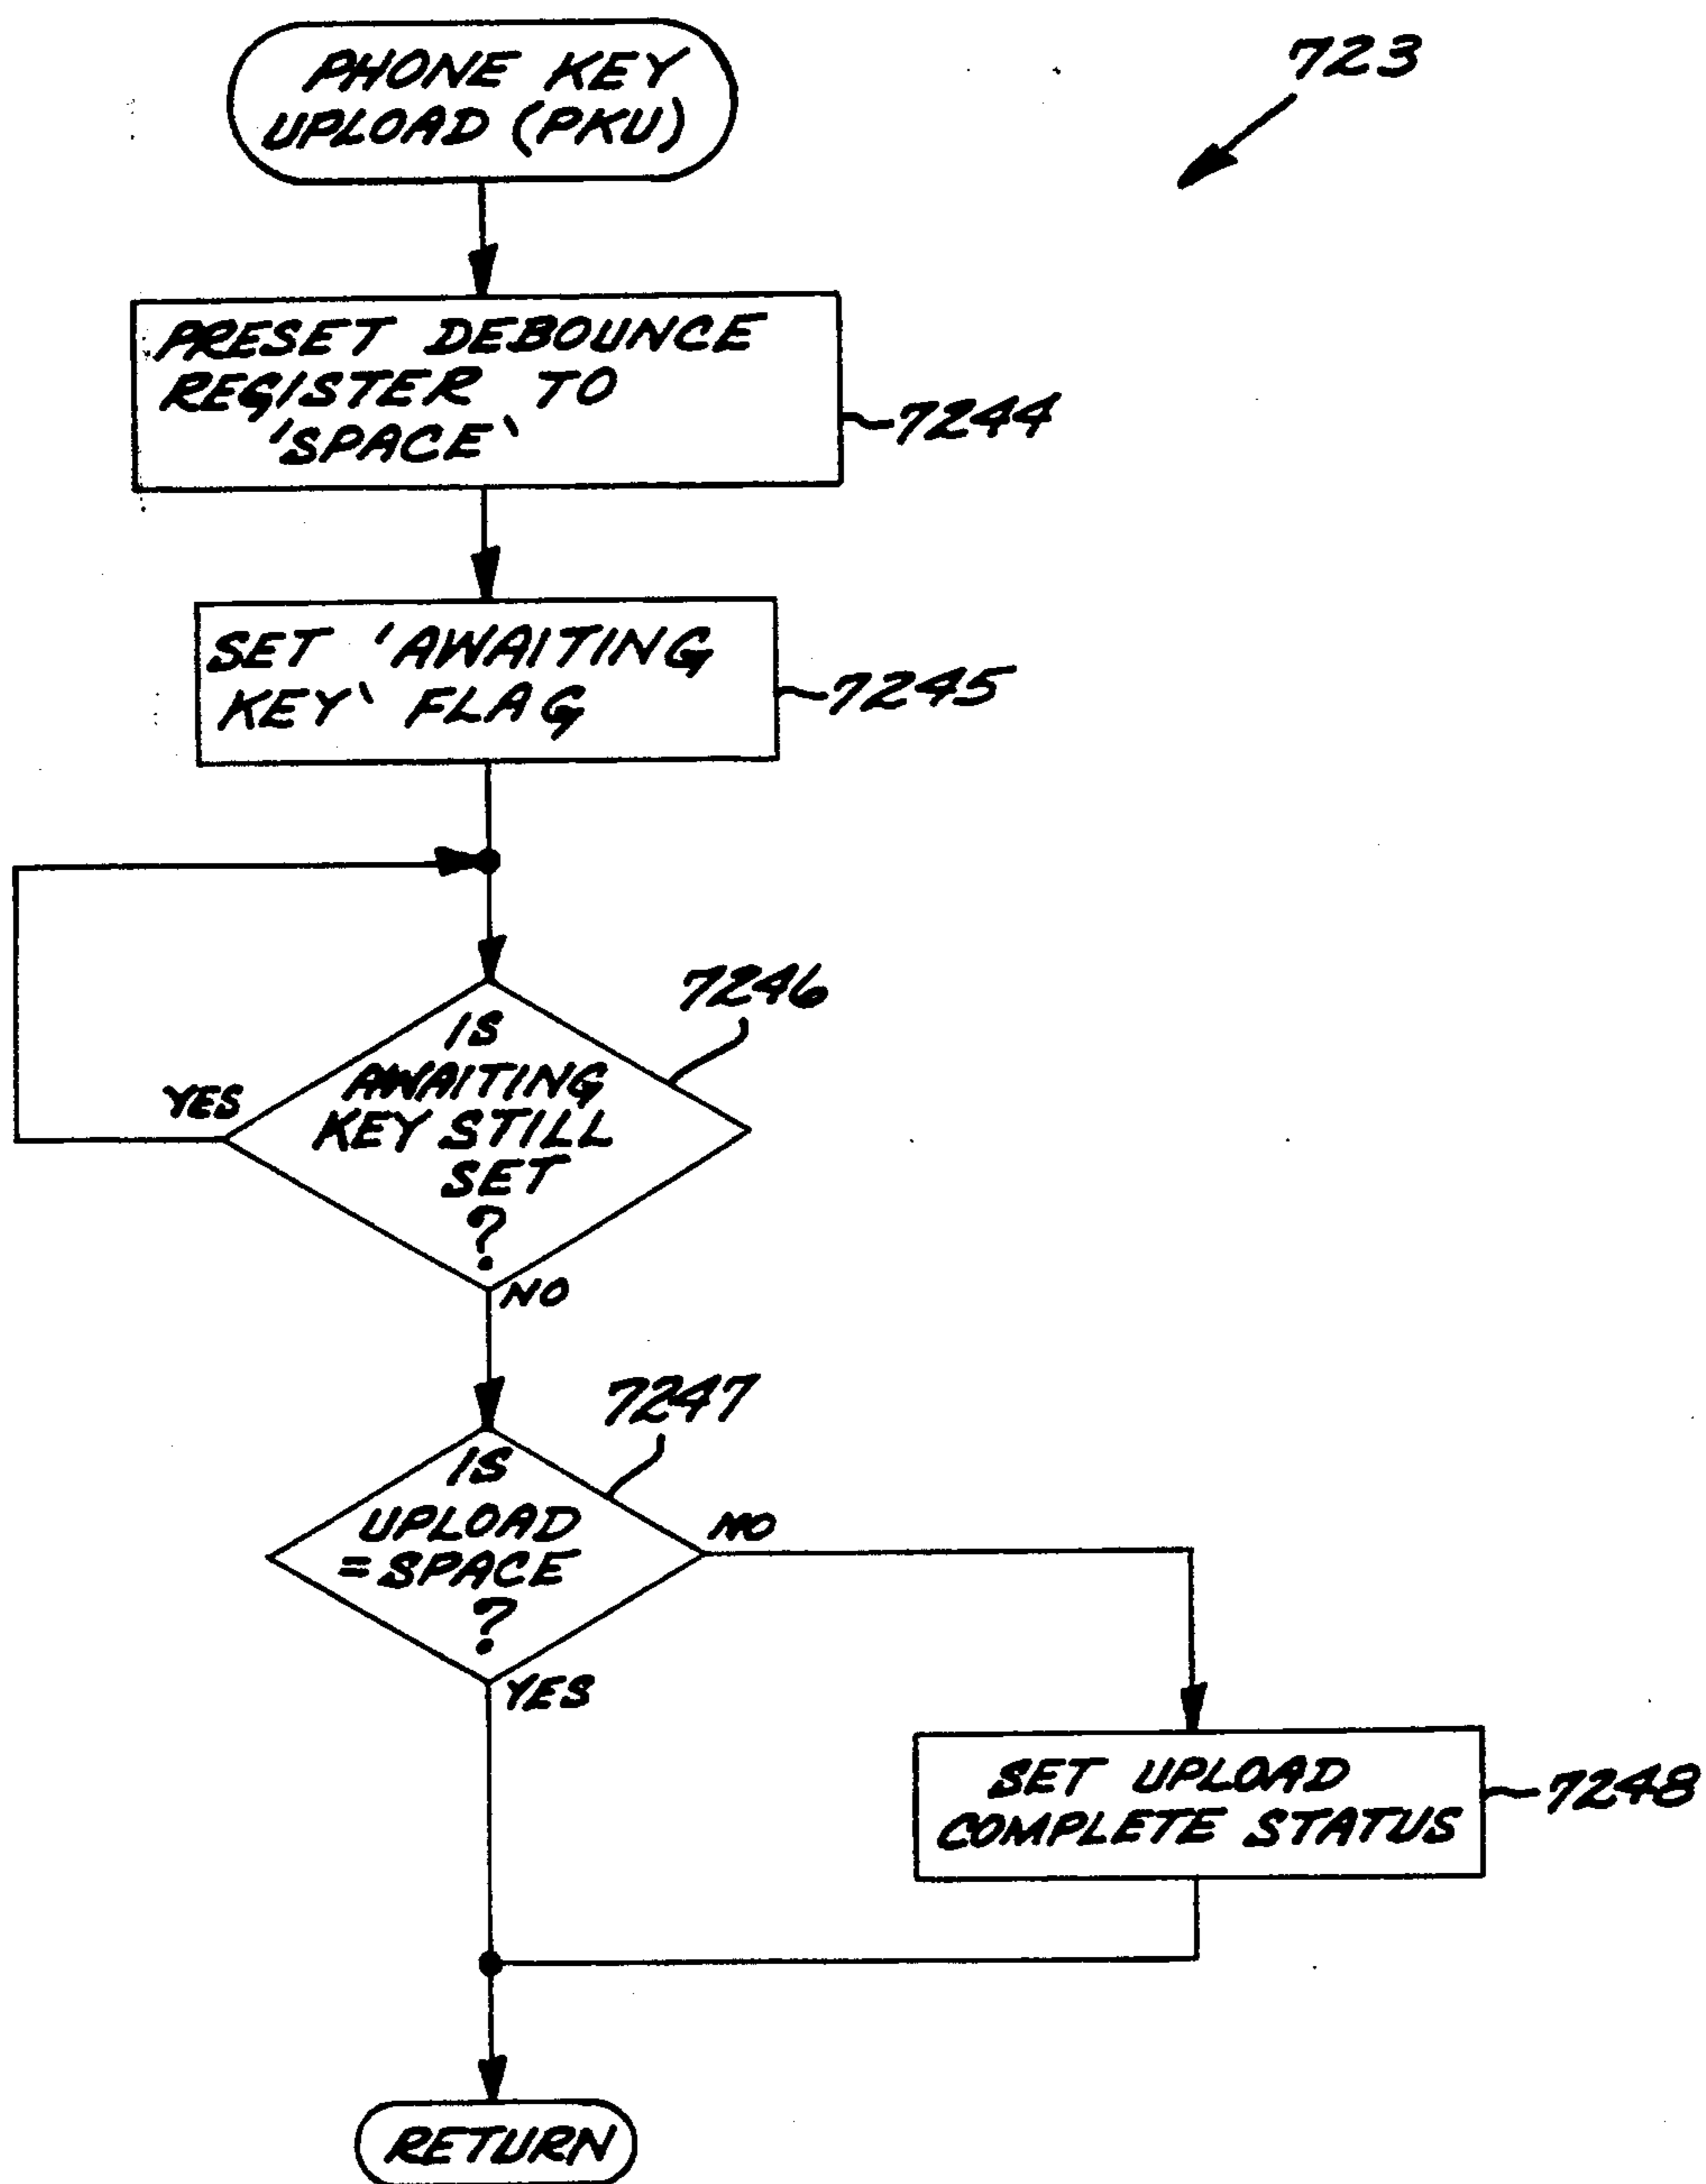 PHONE KEY
UPLOAD (PKU)
723
PRESET DEBOUNCE
REGISTER TO
'SPACE'
7244
SET 'AWAITING
KEY' FLAG
7245
7246
IS
AWAITING
KEY STILL
SET
?
YES
NO
7247
IS
UPLOAD
=SPACE
?
NO
YES
SET UPLOAD
COMPLETE STATUS
7248
RETURN